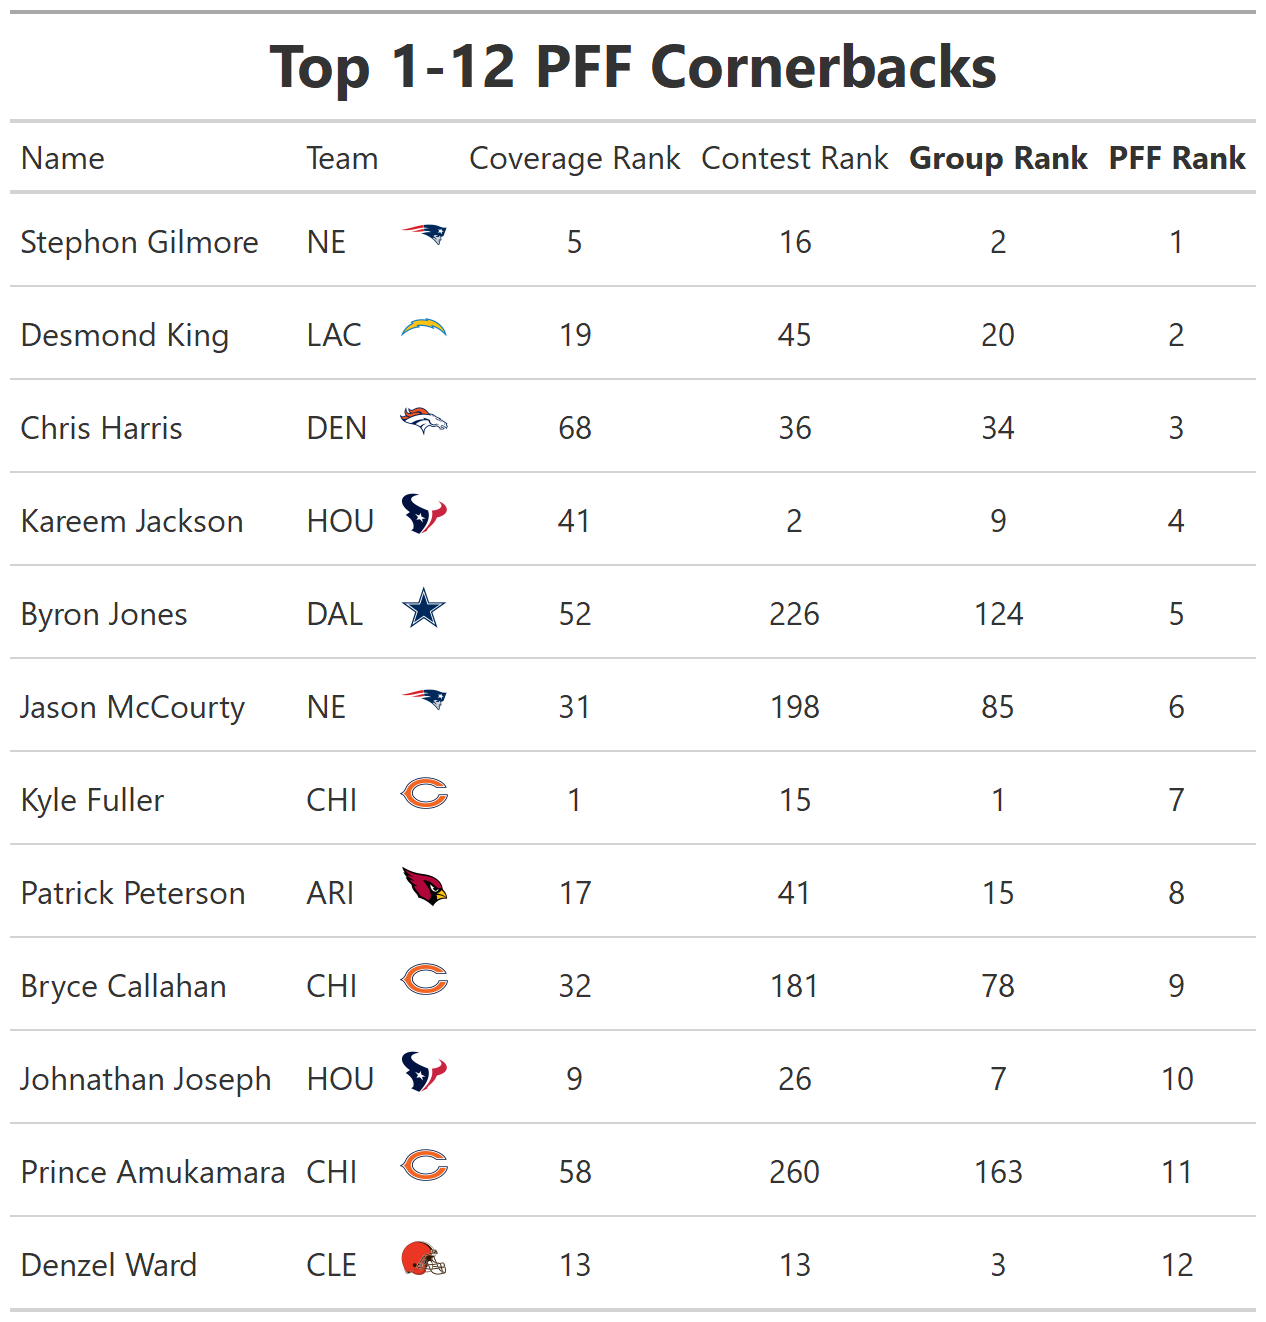 Top 1-12 PFF Cornerbacks
Name Team Coverage Rank Contest Rank Group Rank PFF Rank
Stephon Gilmore NE 5 16 2 1
Desmond King LAC 19 45 20 2
Chris Harris DEN 68 36 34 3
Kareem Jackson HOU 41 2 9 4
Byron Jones DAL 52 226 124 5
Jason McCourty NE 31 198 85 6
Kyle Fuller CHI 1 15 1 7
Patrick Peterson ARI 17 41 15 8
Bryce Callahan CHI 32 181 78 9
Johnathan Joseph HOU 9 26 7 10
Prince Amukamara CHI 58 260 163 11
Denzel Ward CLE 13 13 3 12